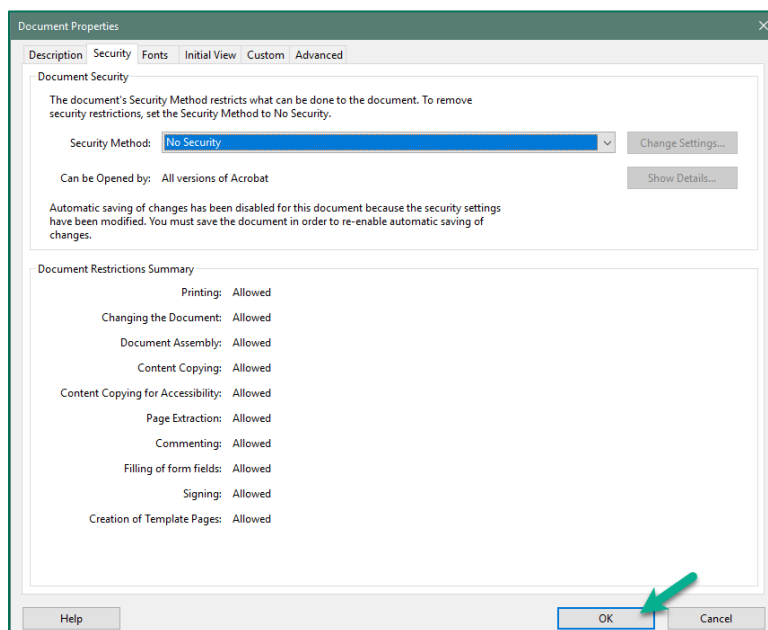 Document Properties
Description Security Fonts Initial View Custom Advanced
Document Security
The document's Security Method restricts what can be done to the document. To remove
security restrictions, set the Security Method to No Security.
Security Method: No Security Change Settings...
Can be Opened by: All versions of Acrobat Show Details...
Automatic saving of changes has been disabled for this document because the security settings
have been modified. You must save the document in order to re-enable automatic saving of
changes.
Document Restrictions Summary
Printing: Allowed
Changing the Document: Allowed
Document Assembly: Allowed
Content Copying: Allowed
Content Copying for Accessibility: Allowed
Page Extraction: Allowed
Commenting: Allowed
Filling of form fields: Allowed
Signing: Allowed
Creation of Template Pages: Allowed
Help OK Cancel